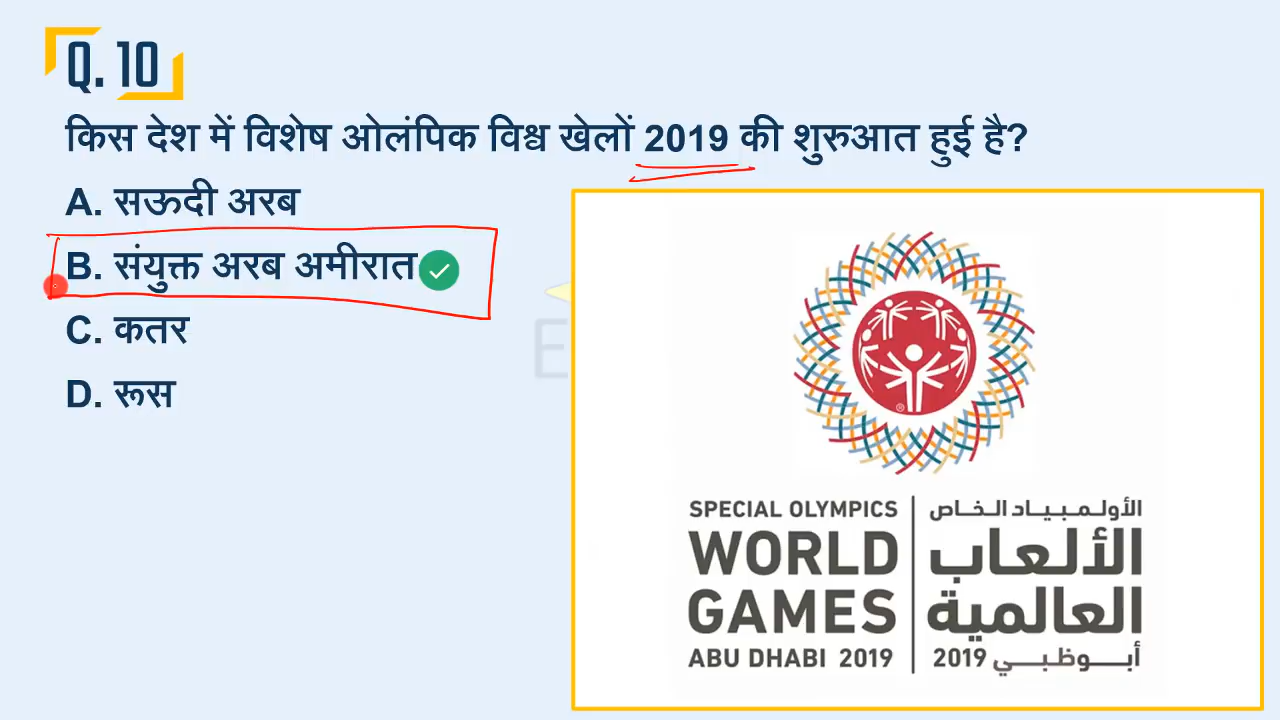 Q. 10
किस देश में विशेष ओलंपिक विश्व खेलों 2019 की शुरुआत हुई है?
A. सऊदी अरब
B. संयुक्त अरब अमीरात
C. कतर
D. रूस
SPECIAL OLYMPICS
WORLD
GAMES
ABU DHABI 2019
الأولمبياد الخاص
الألعاب
العالمية
أبوظبي 2019